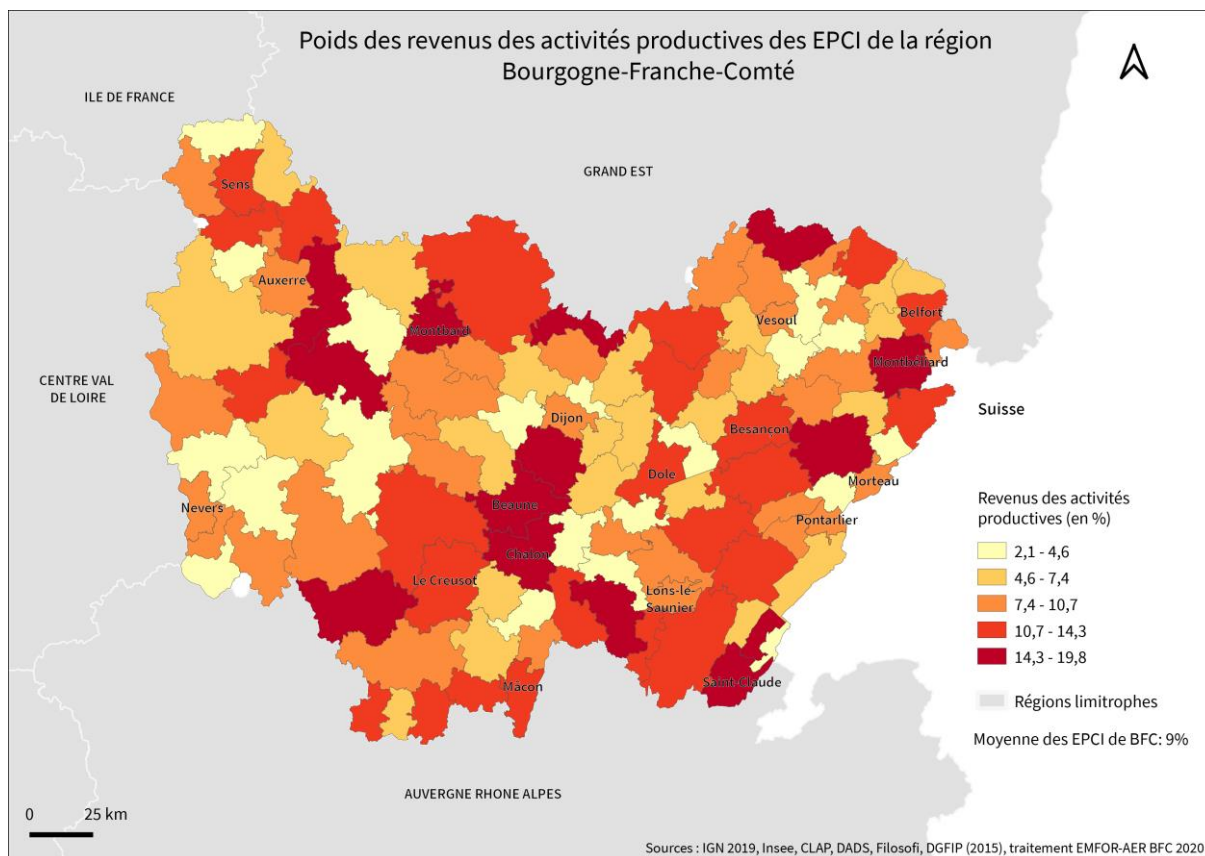 Poids des revenus des activités productives des EPCI de la région
Bourgogne-Franche-Comté
ILE DE FRANCE
GRAND EST
Sens
Auxerre
Montbard
Vesoul
Belfort
Montbéliard
CENTRE VAL
DE LOIRE
Suisse
Dijon
Besançon
Dole
Morteau
Nevers
Beaune
Pontarlier
Chalon
Le Creusot
Lons-le-
Saunier
Saint-Claude
Mâcon
Revenus des activités
productives (en %)
2,1 - 4,6
4,6 - 7,4
7,4 - 10,7
10,7 - 14,3
14,3 - 19,8
Régions limitrophes
Moyenne des EPCI de BFC: 9%
AUVERGNE RHONE ALPES
0 25 km
Sources : IGN 2019, Insee, CLAP, DADS, Filosofi, DGFIP (2015), traitement EMFOR-AER BFC 2020